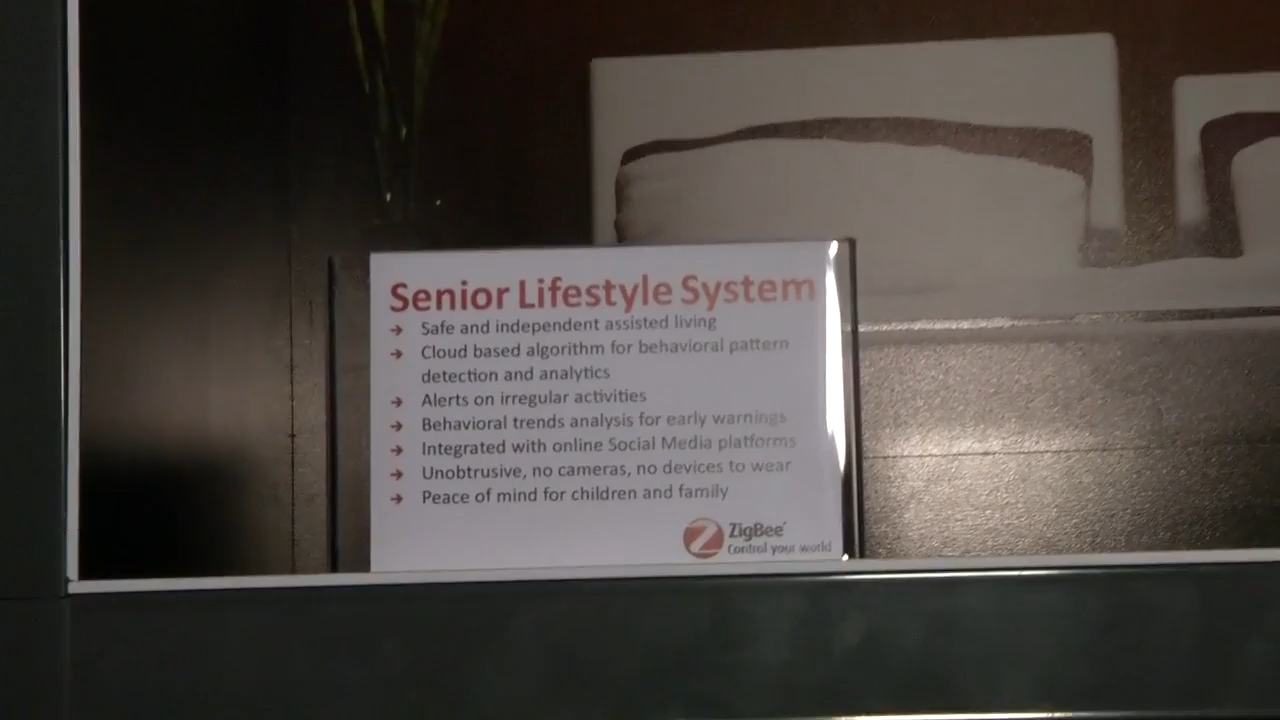 Senior Lifestyle System
→ Safe and independent assisted living
→ Cloud based algorithm for behavioral pattern
detection and analytics
→ Alerts on irregular activities
→ Behavioral trends analysis for early warnings
→ Integrated with online Social Media platforms
→ Unobtrusive, no cameras, no devices to wear
→ Peace of mind for children and family
ZigBee®
Control your world